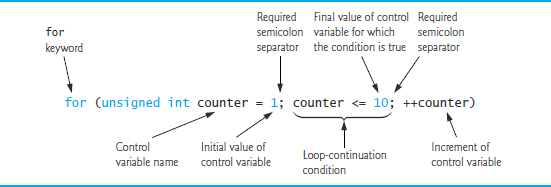 for
keyword
Required
semicolon
separator
Final value of control
variable for which
the condition is true
Required
semicolon
separator
for (unsigned int counter = 1; counter <= 10; ++counter)
Control
variable name
Initial value of
control variable
Loop-continuation
condition
Increment of
control variable